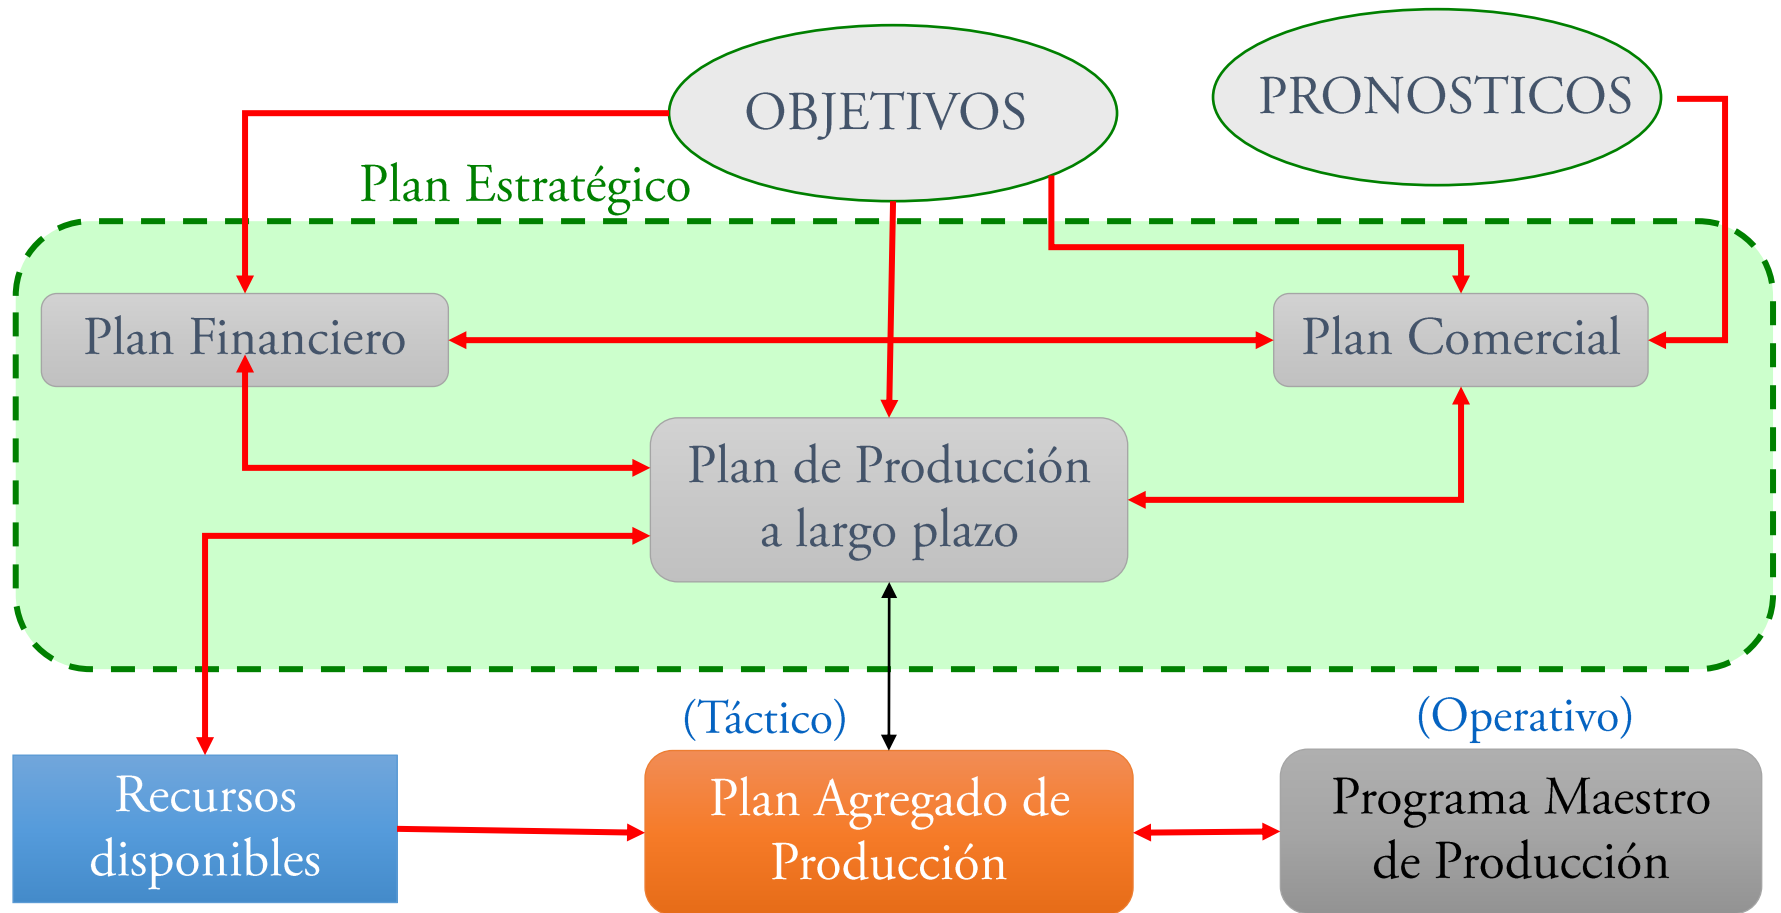 OBJETIVOS
PRONOSTICOS
Plan Estratégico
Plan Financiero
Plan Comercial
Plan de Producción
a largo plazo
(Táctico)
(Operativo)
Recursos
disponibles
Plan Agregado de
Producción
Programa Maestro
de Producción